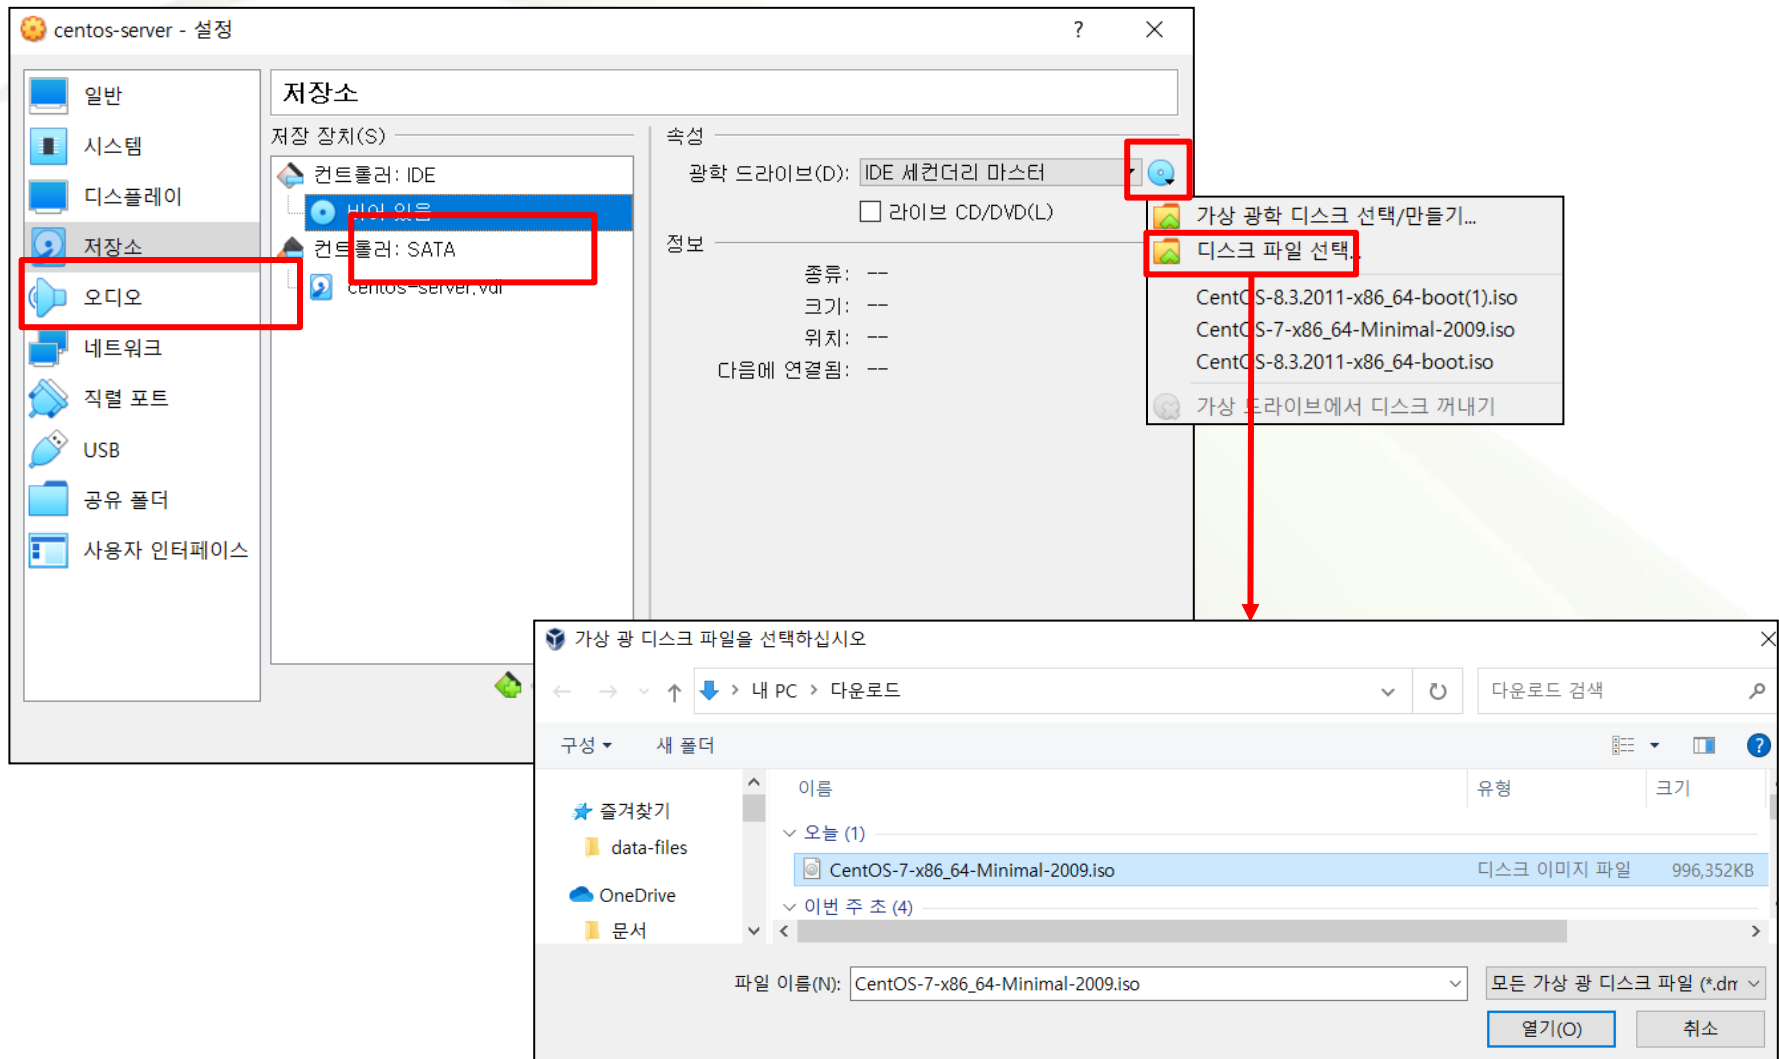 centos-server - 설정
?
일반
시스템
디스플레이
저장소
오디오
네트워크
직렬 포트
USB
공유 폴더
사용자 인터페이스
저장소
저장 장치(S)
컨트롤러: IDE
비어 있음
컨트롤러: SATA
centos-server.vdi
속성
광학 드라이브(D): IDE 세컨더리 마스터
라이브 CD/DVD(L)
정보
종류: --
크기: --
위치: --
다음에 연결됨: --
가상 광학 디스크 선택/만들기...
디스크 파일 선택...
CentOS-8.3.2011-x86_64-boot(1).iso
CentOS-7-x86_64-Minimal-2009.iso
CentOS-8.3.2011-x86_64-boot.iso
가상 드라이브에서 디스크 꺼내기
가상 광 디스크 파일을 선택하십시오
내 PC > 다운로드
다운로드 검색
구성
새 폴더
?
즐겨찾기
data-files
OneDrive
문서
이름 유형 크기
오늘 (1)
CentOS-7-x86_64-Minimal-2009.iso 디스크 이미지 파일 996,352KB
이번 주 초 (4)
파일 이름(N): CentOS-7-x86_64-Minimal-2009.iso
모든 가상 광 디스크 파일 (*.dm
열기(O)
취소